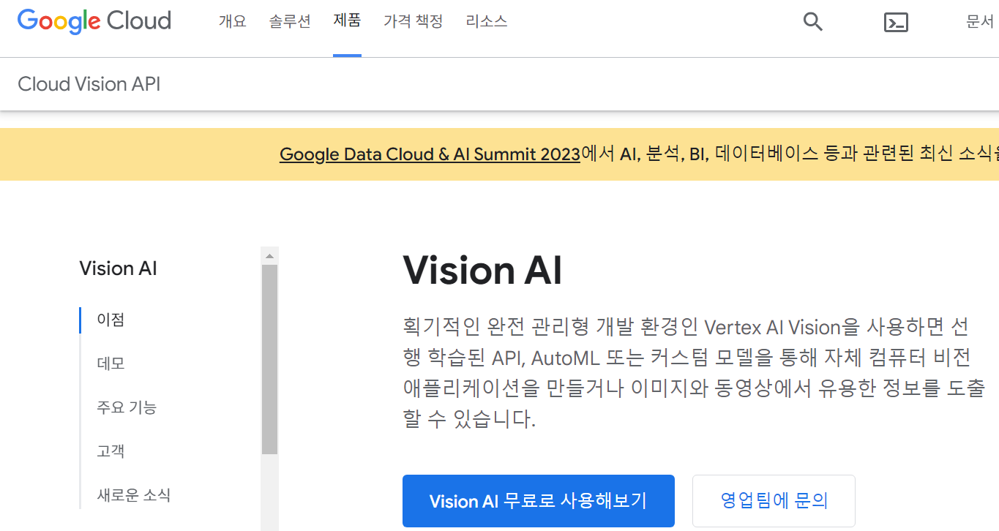 Google Cloud
개요 솔루션 제품 가격 책정 리소스 문서
Cloud Vision API
Google Data Cloud & AI Summit 2023에서 AI, 분석, BI, 데이터베이스 등과 관련된 최신 소식을
Vision AI
이점
데모
주요 기능
고객
새로운 소식
Vision AI
획기적인 완전 관리형 개발 환경인 Vertex AI Vision을 사용하면 선
행 학습된 API, AutoML 또는 커스텀 모델을 통해 자체 컴퓨터 비전
애플리케이션을 만들거나 이미지와 동영상에서 유용한 정보를 도출
할 수 있습니다.
Vision AI 무료로 사용해보기 영업팀에 문의